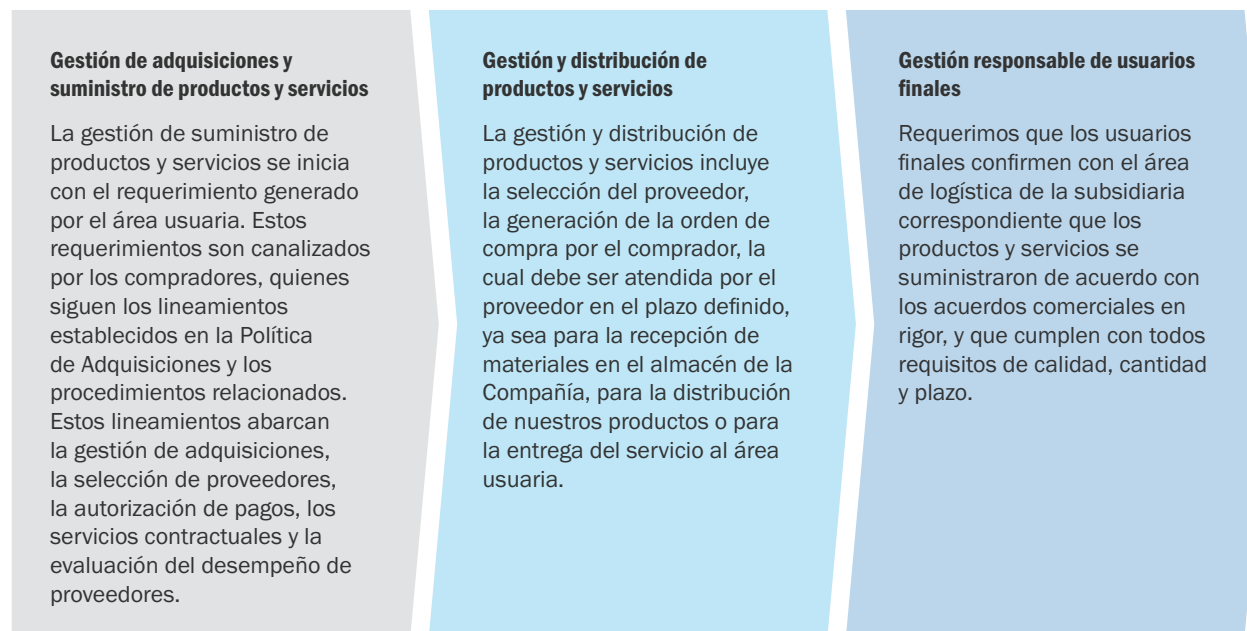 Gestión de adquisiciones y
suministro de productos y servicios
La gestión de suministro de
productos y servicios se inicia
con el requerimiento generado
por el área usuaria. Estos
requerimientos son canalizados
por los compradores, quienes
siguen los lineamientos
establecidos en la Política
de Adquisiciones y los
procedimientos relacionados.
Estos lineamientos abarcan
la gestión de adquisiciones,
la selección de proveedores,
la autorización de pagos, los
servicios contractuales y la
evaluación del desempeño de
proveedores.
Gestión y distribución de
productos y servicios
La gestión y distribución de
productos y servicios incluye
la selección del proveedor,
la generación de la orden de
compra por el comprador, la
cual debe ser atendida por el
proveedor en el plazo definido,
ya sea para la recepción de
materiales en el almacén de la
Compañía, para la distribución
de nuestros productos o para
la entrega del servicio al área
usuaria.
Gestión responsable de usuarios
finales
Requerimos que los usuarios
finales confirmen con el área
de logística de la subsidiaria
correspondiente que los
productos y servicios se
suministraron de acuerdo con
los acuerdos comerciales en
rigor, y que cumplen con todos
requisitos de calidad, cantidad
y plazo.